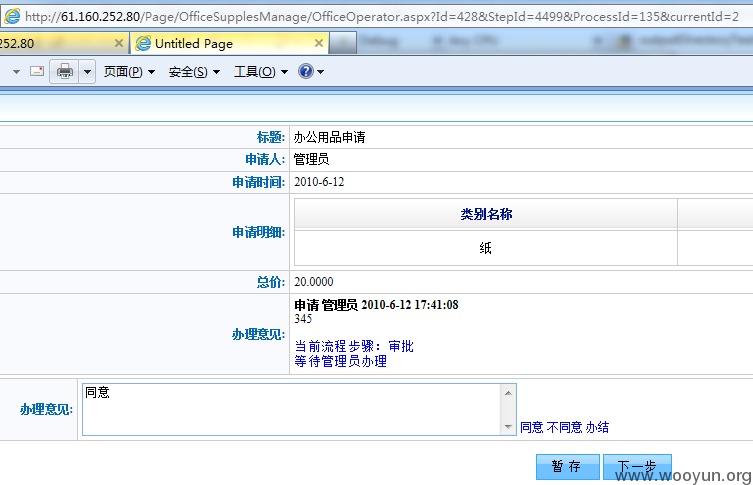 http://61.160.252.80/Page/OfficeSupplesManage/OfficeOperator.aspx?Id=428&StepId=4499&ProcessId=135&currentId=2
252.80
Untitled Page
页面(P) 安全(S) 工具(O)
标题: 办公用品申请
申请人: 管理员
申请时间: 2010-6-12
类别名称
申请明细:
纸
总价: 20.0000
申请 管理员 2010-6-12 17:41:08
345
办理意见:
当前流程步骤：审批
等待管理员办理
同意
办理意见:
同意 不同意 办结
暂 存 下一步
www.wooyun.org